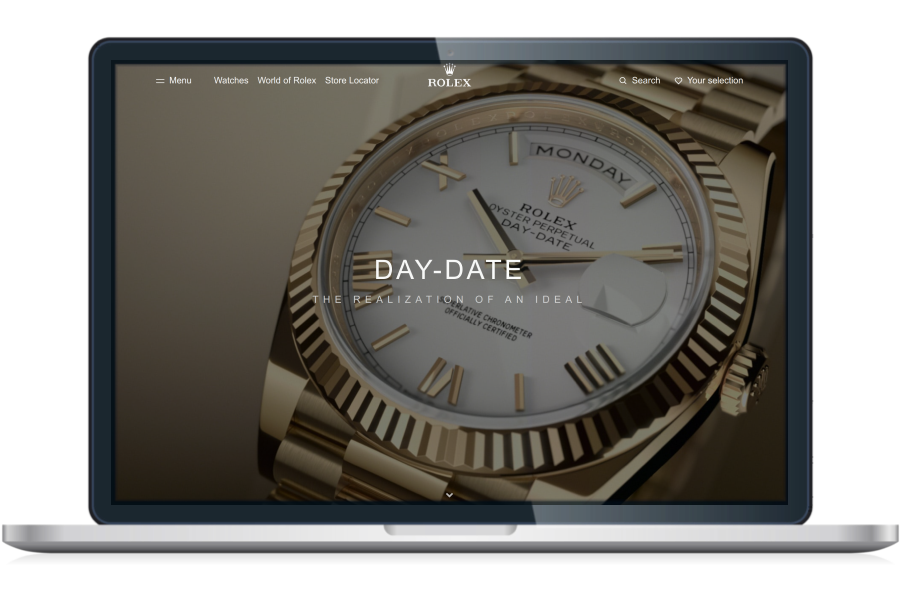 Menu Watches World of Rolex Store Locator
ROLEX
Search Your selection
MONDAY
ROLEX
OYSTER PERPETUAL
DAY-DATE
DAY-DATE
THE REALIZATION OF AN IDEAL
CHRONOMETER
OFFICIALLY CERTIFIED